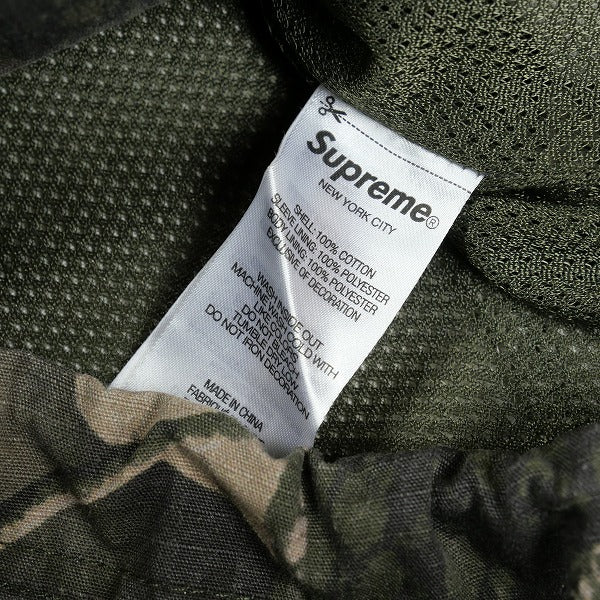 Supreme®
NEW YORK CITY
SHELL: 100% COTTON
SLEEVE LINING: 100% POLYESTER
BODY LINING: 100% POLYESTER
EXCLUSIVE OF DECORATION
WASH INSIDE OUT
MACHINE WASH COLD WITH
LIKE COLORS
DO NOT BLEACH
TUMBLE DRY LOW
DO NOT IRON DECORATION
MADE IN CHINA